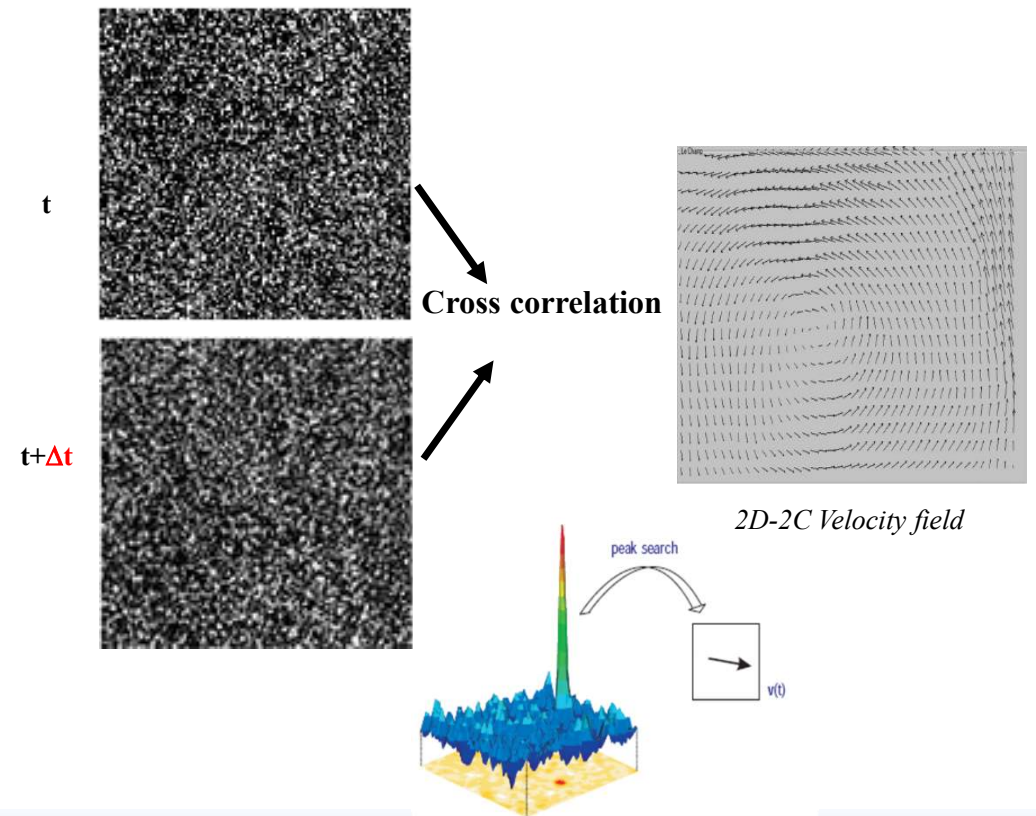 t
Cross correlation
t+Δt
2D-2C Velocity field
peak search
v(t)